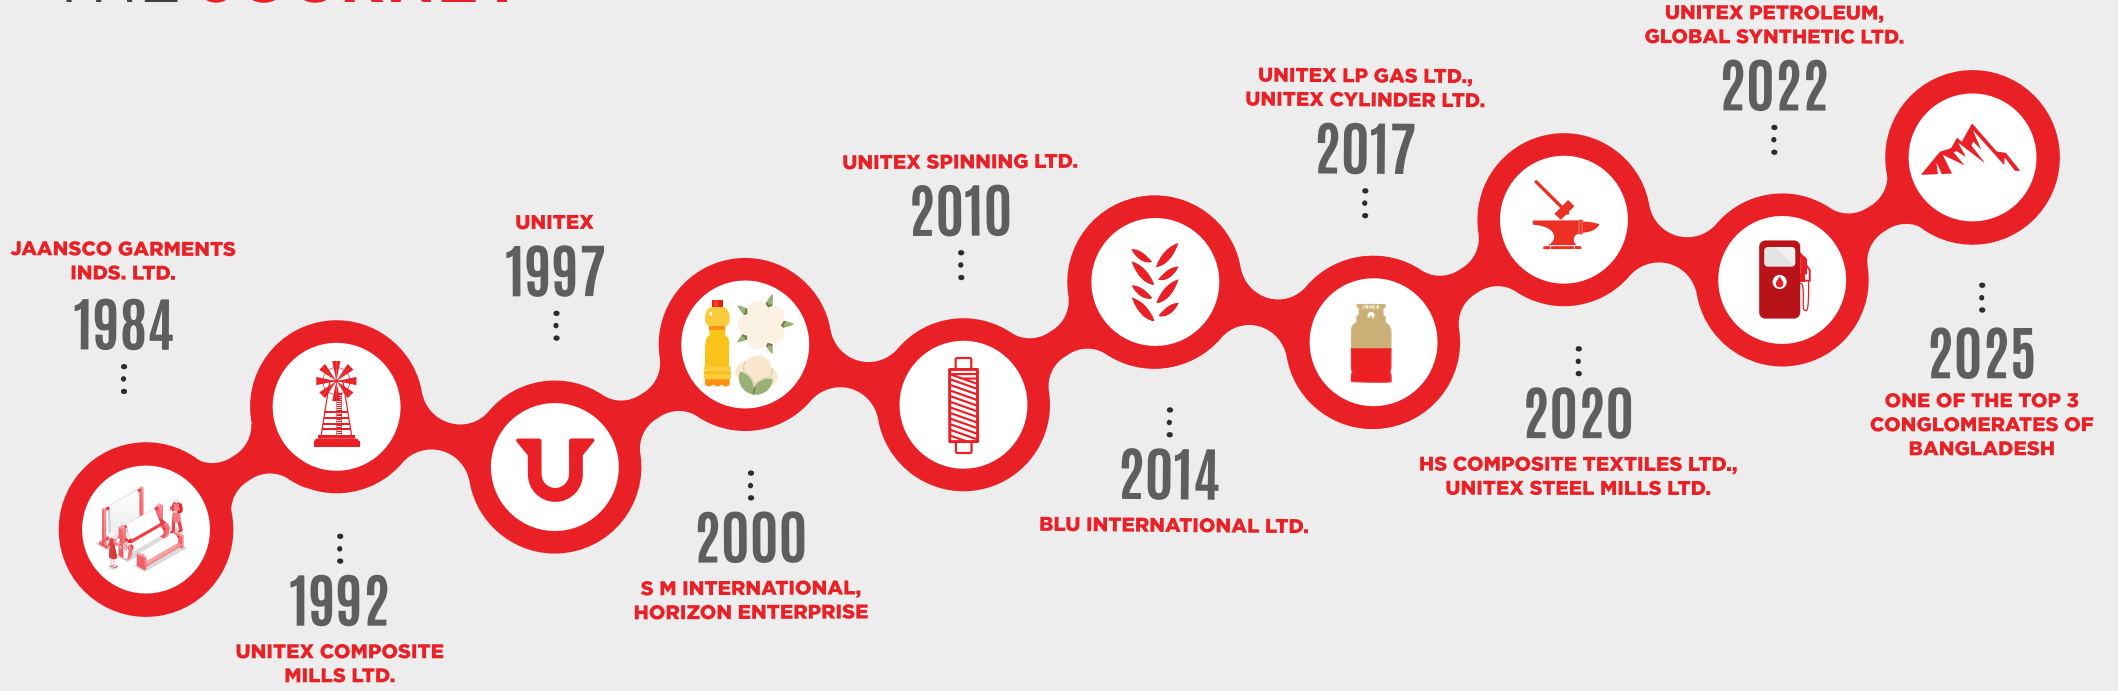 THE JOURNEY
JAANSCO GARMENTS
INDS. LTD.
1984
1992
UNITEX COMPOSITE
MILLS LTD.
UNITEX
1997
2000
S M INTERNATIONAL,
HORIZON ENTERPRISE
UNITEX SPINNING LTD.
2010
2014
BLU INTERNATIONAL LTD.
UNITEX LP GAS LTD.,
UNITEX CYLINDER LTD.
2017
2020
HS COMPOSITE TEXTILES LTD.,
UNITEX STEEL MILLS LTD.
UNITEX PETROLEUM,
GLOBAL SYNTHETIC LTD.
2022
2025
ONE OF THE TOP 3
CONGLOMERATES OF
BANGLADESH